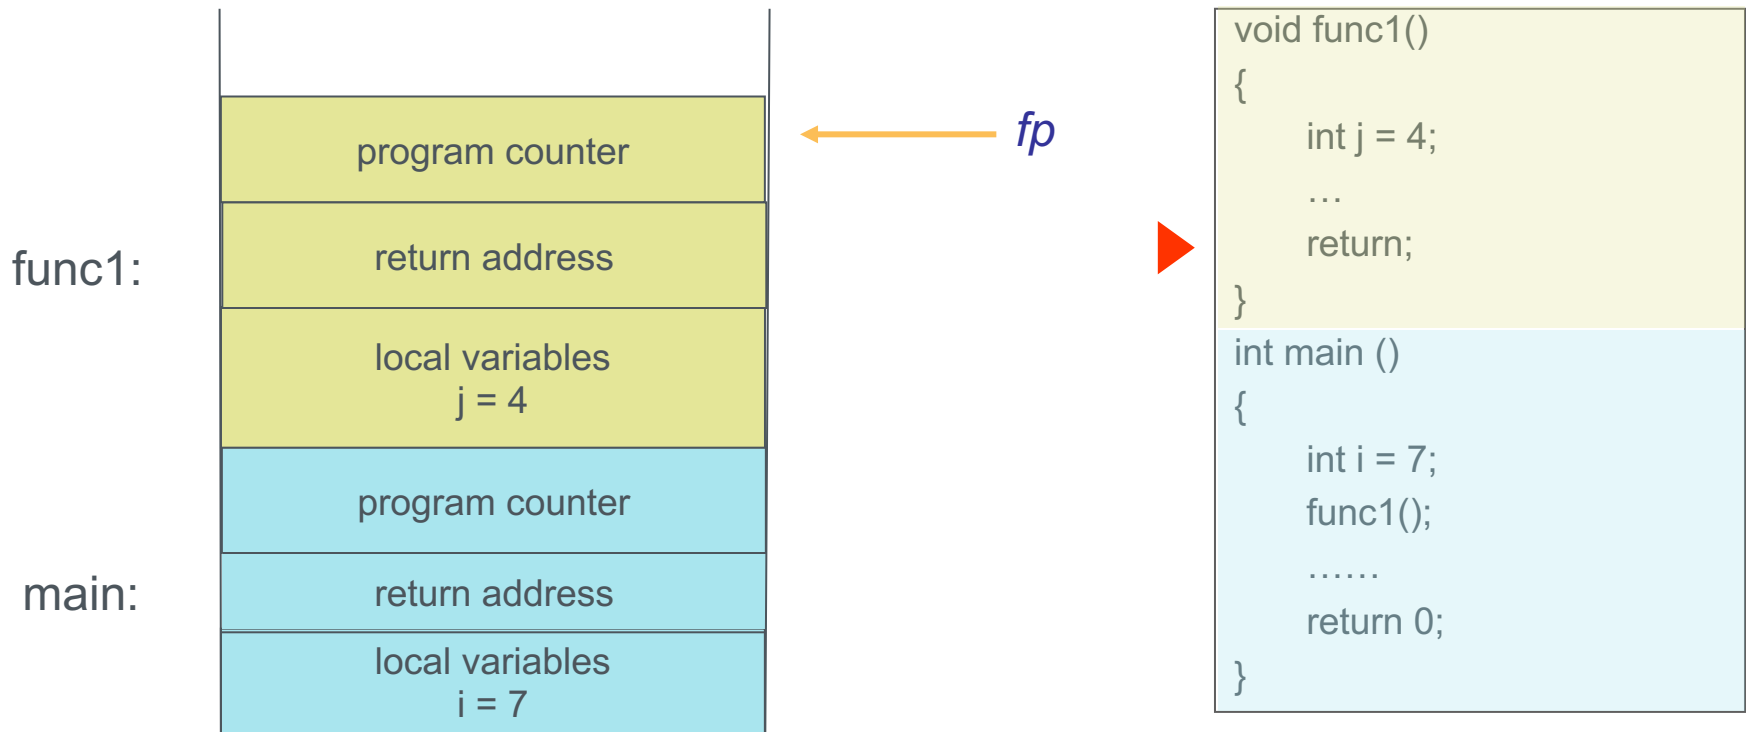 func1:
program counter
return address
local variables
j = 4
main:
program counter
return address
local variables
i = 7
fp
void func1()
{
int j = 4;
…
return;
}
int main ()
{
int i = 7;
func1();
……
return 0;
}